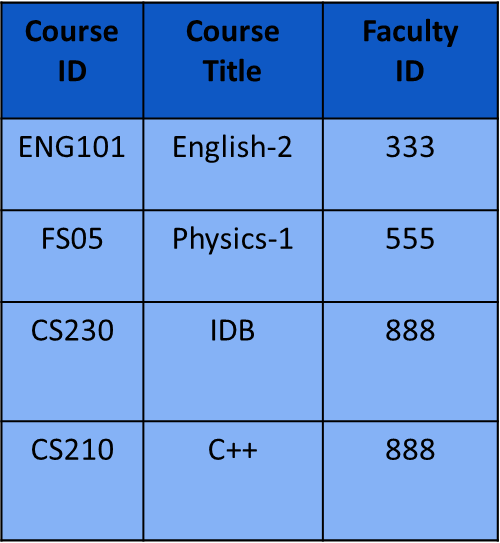 Course ID Course Title Faculty ID
ENG101 English-2 333
FS05 Physics-1 555
CS230 IDB 888
CS210 C++ 888